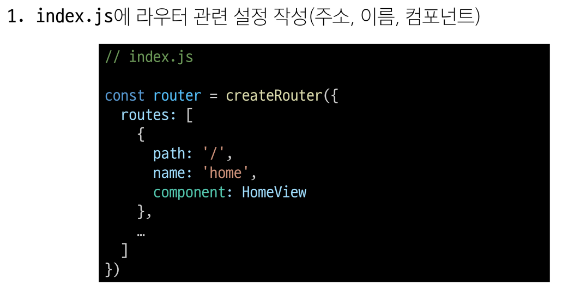 1. index.js에 라우터 관련 설정 작성(주소, 이름, 컴포넌트)
// index.js
const router = createRouter({
  routes: [
    {
      path: '/',
      name: 'home',
      component: HomeView
    },
    …
  ]
})